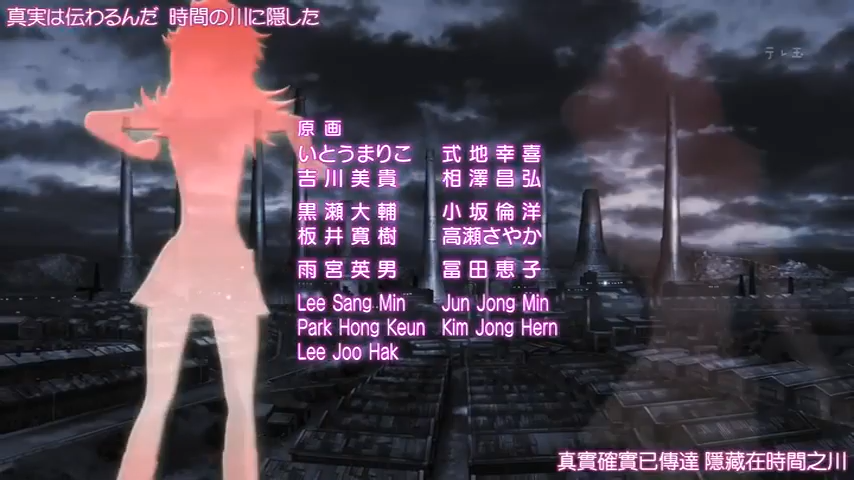 真実は伝わるんだ 時間の川に隠した
テレ玉
原画
いとうまりこ 式地幸喜
吉川美貴 相澤昌弘
黒瀬大輔 小坂倫洋
板井寛樹 高瀬さやか
雨宮英男 冨田恵子
Lee Sang Min Jun Jong Min
Park Hong Keun Kim Jong Hern
Lee Joo Hak
真實確實已傳達 隱藏在時間之川